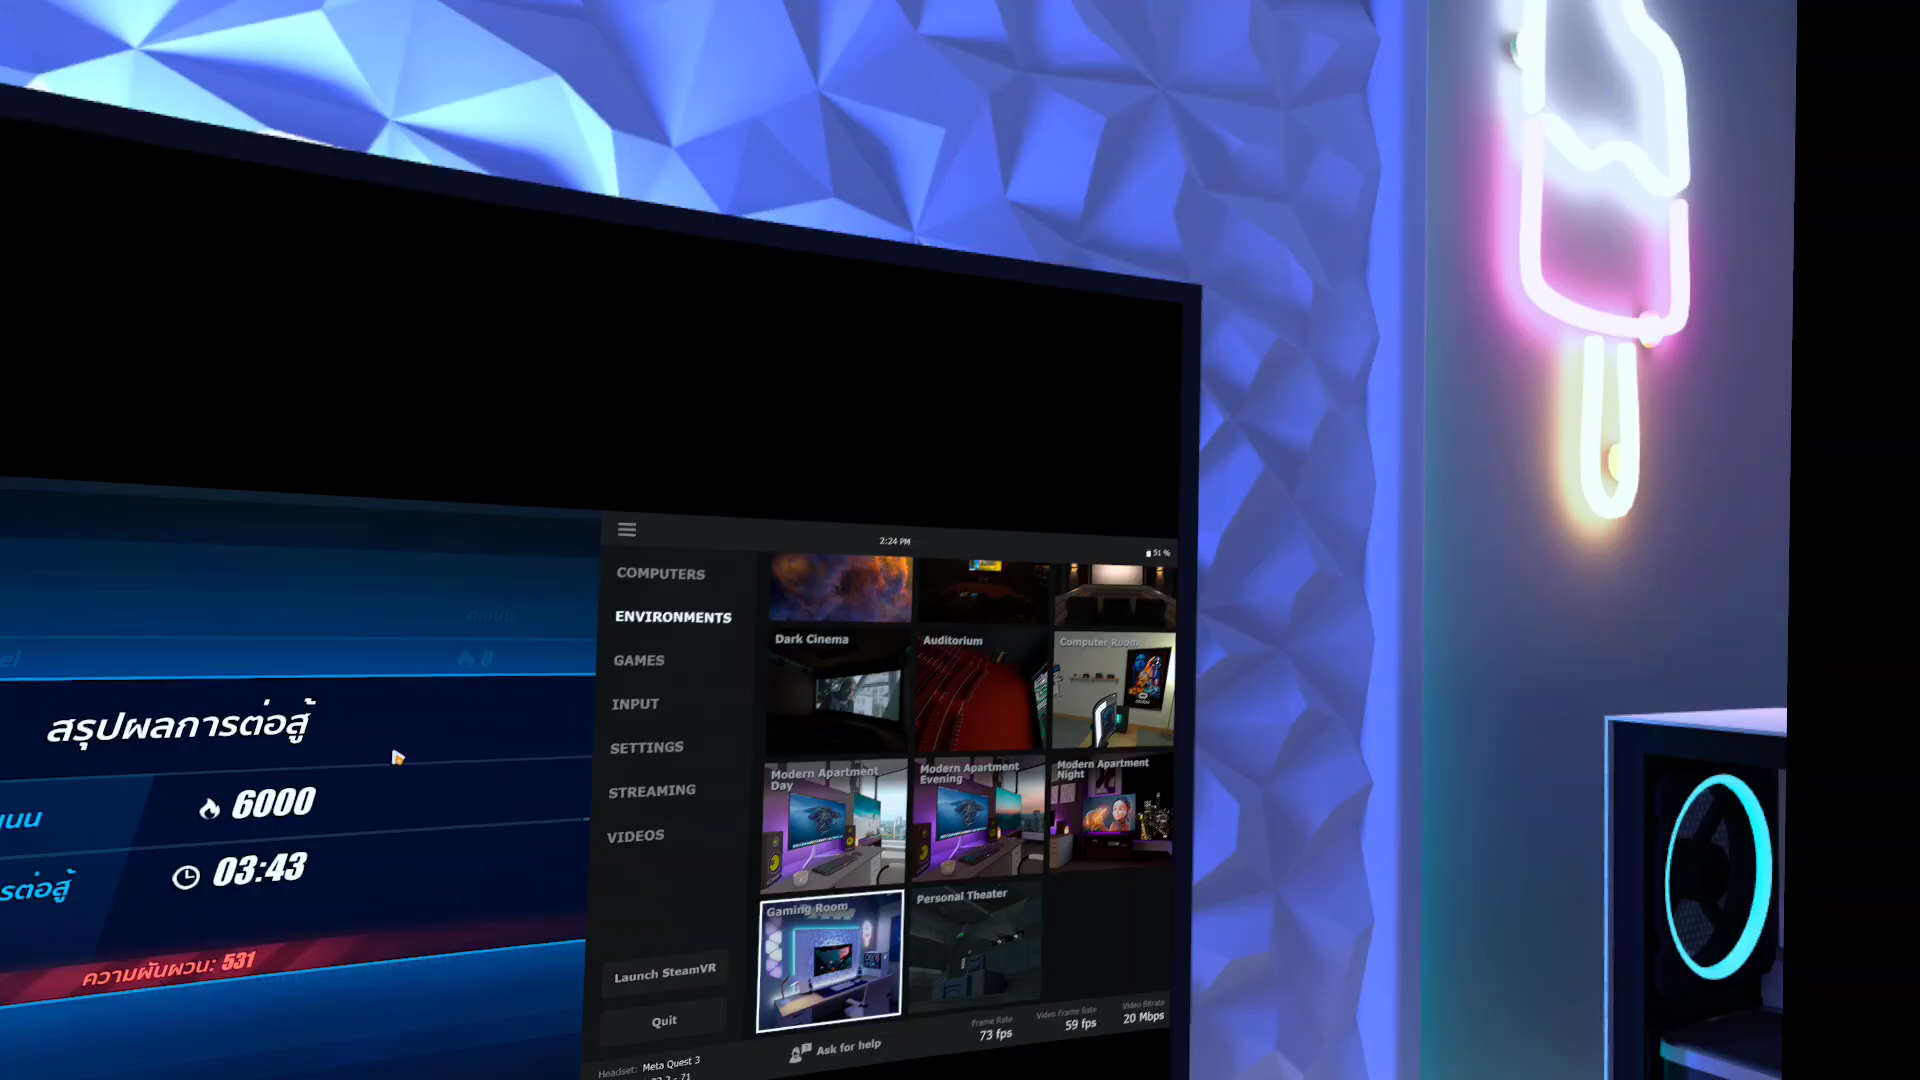 สรุปผลการต่อสู้
6000
03:43
ความผันผวน: 531
0
2:24 PM
51 %
COMPUTERS
ENVIRONMENTS
GAMES
INPUT
SETTINGS
STREAMING
VIDEOS
Launch SteamVR
Quit
Dark Cinema
Auditorium
Computer Room
Modern Apartment
Day
Modern Apartment
Evening
Modern Apartment
Night
Gaming Room
Personal Theater
Frame Rate
73 fps
Video Frame Rate
59 fps
Video Bitrate
20 Mbps
Ask for help
Headset: Meta Quest 3